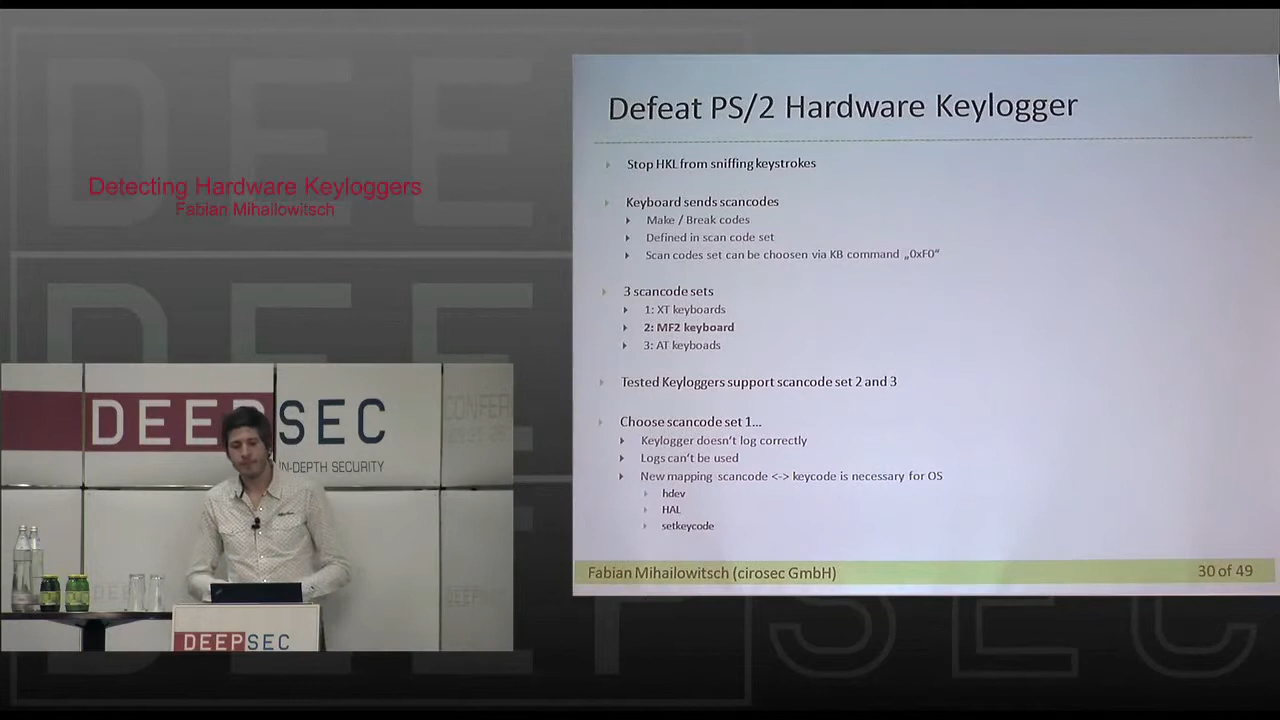 Detecting Hardware Keyloggers
Fabian Mihailowitsch
Defeat PS/2 Hardware Keylogger
Stop HKL from sniffing keystrokes
Keyboard sends scancodes
Make / Break codes
Defined in scan code set
Scan codes set can be choosen via KB command „0xF0“
3 scancode sets
1: XT keyboards
2: MF2 keyboard
3: AT keyboads
Tested Keyloggers support scancode set 2 and 3
Choose scancode set 1...
Keylogger doesn't log correctly
Logs can't be used
New mapping scancode <-> keycode is necessary for OS
hdev
HAL
setkeycode
Fabian Mihailowitsch (cirosec GmbH)
30 of 49
DEEPSEC
IN-DEPTH SECURITY
DEEPSEC